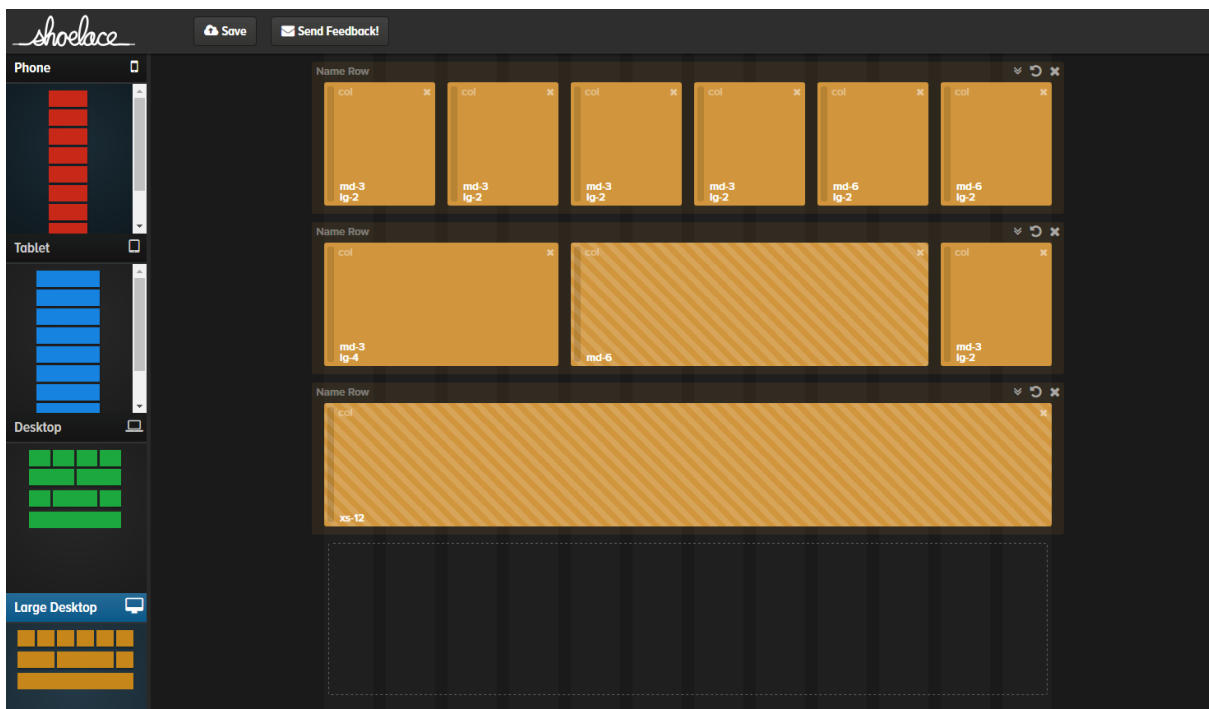 shoelace
Save
Send Feedback!
Phone
Tablet
Desktop
Large Desktop
Name Row
col
col
col
col
col
col
md-3
lg-2
md-3
lg-2
md-3
lg-2
md-3
lg-2
md-6
lg-2
md-6
lg-2
Name Row
col
col
col
md-3
lg-4
md-6
md-3
lg-2
Name Row
col
xs-12